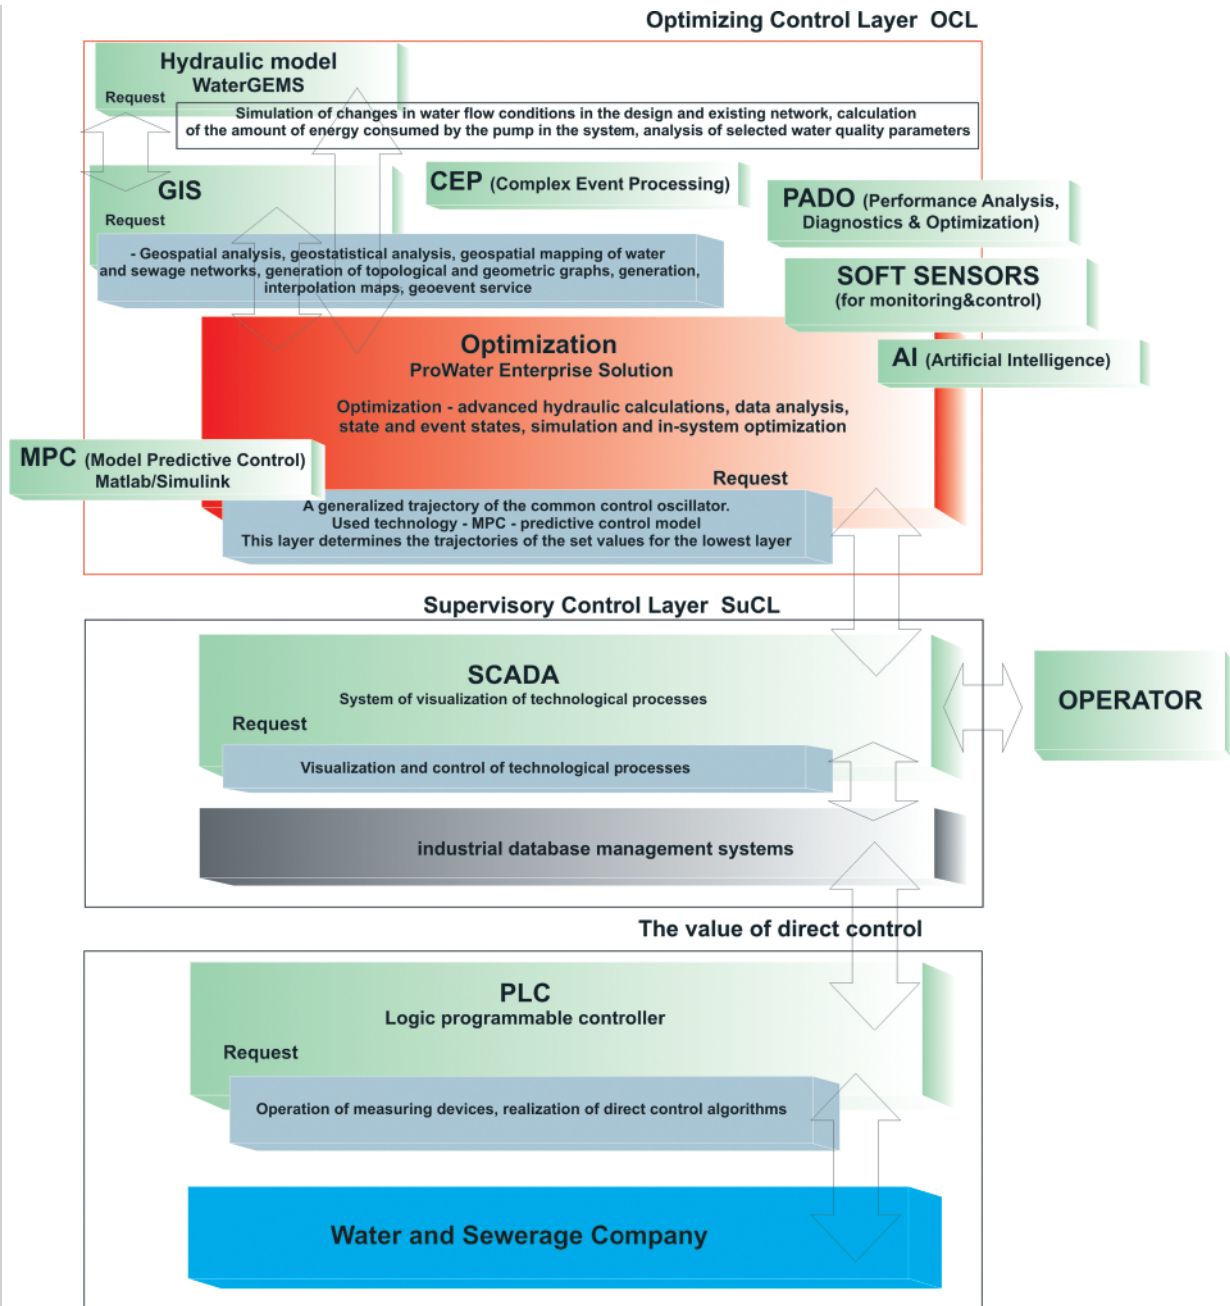 Optimizing Control Layer OCL
Hydraulic model
WaterGEMS
Request
Simulation of changes in water flow conditions in the design and existing network, calculation
of the amount of energy consumed by the pump in the system, analysis of selected water quality parameters
GIS
Request
CEP (Complex Event Processing)
PADO (Performance Analysis,
Diagnostics & Optimization)
- Geospatial analysis, geostatistical analysis, geospatial mapping of water
and sewage networks, generation of topological and geometric graphs, generation,
interpolation maps, geoevent service
SOFT SENSORS
(for monitoring&control)
Optimization
ProWater Enterprise Solution
AI (Artificial Intelligence)
Optimization - advanced hydraulic calculations, data analysis,
state and event states, simulation and in-system optimization
MPC (Model Predictive Control)
Matlab/Simulink
Request
A generalized trajectory of the common control oscillator.
Used technology - MPC - predictive control model
This layer determines the trajectories of the set values for the lowest layer
Supervisory Control Layer SuCL
SCADA
System of visualization of technological processes
Request
OPERATOR
Visualization and control of technological processes
industrial database management systems
The value of direct control
PLC
Logic programmable controller
Request
Operation of measuring devices, realization of direct control algorithms
Water and Sewerage Company